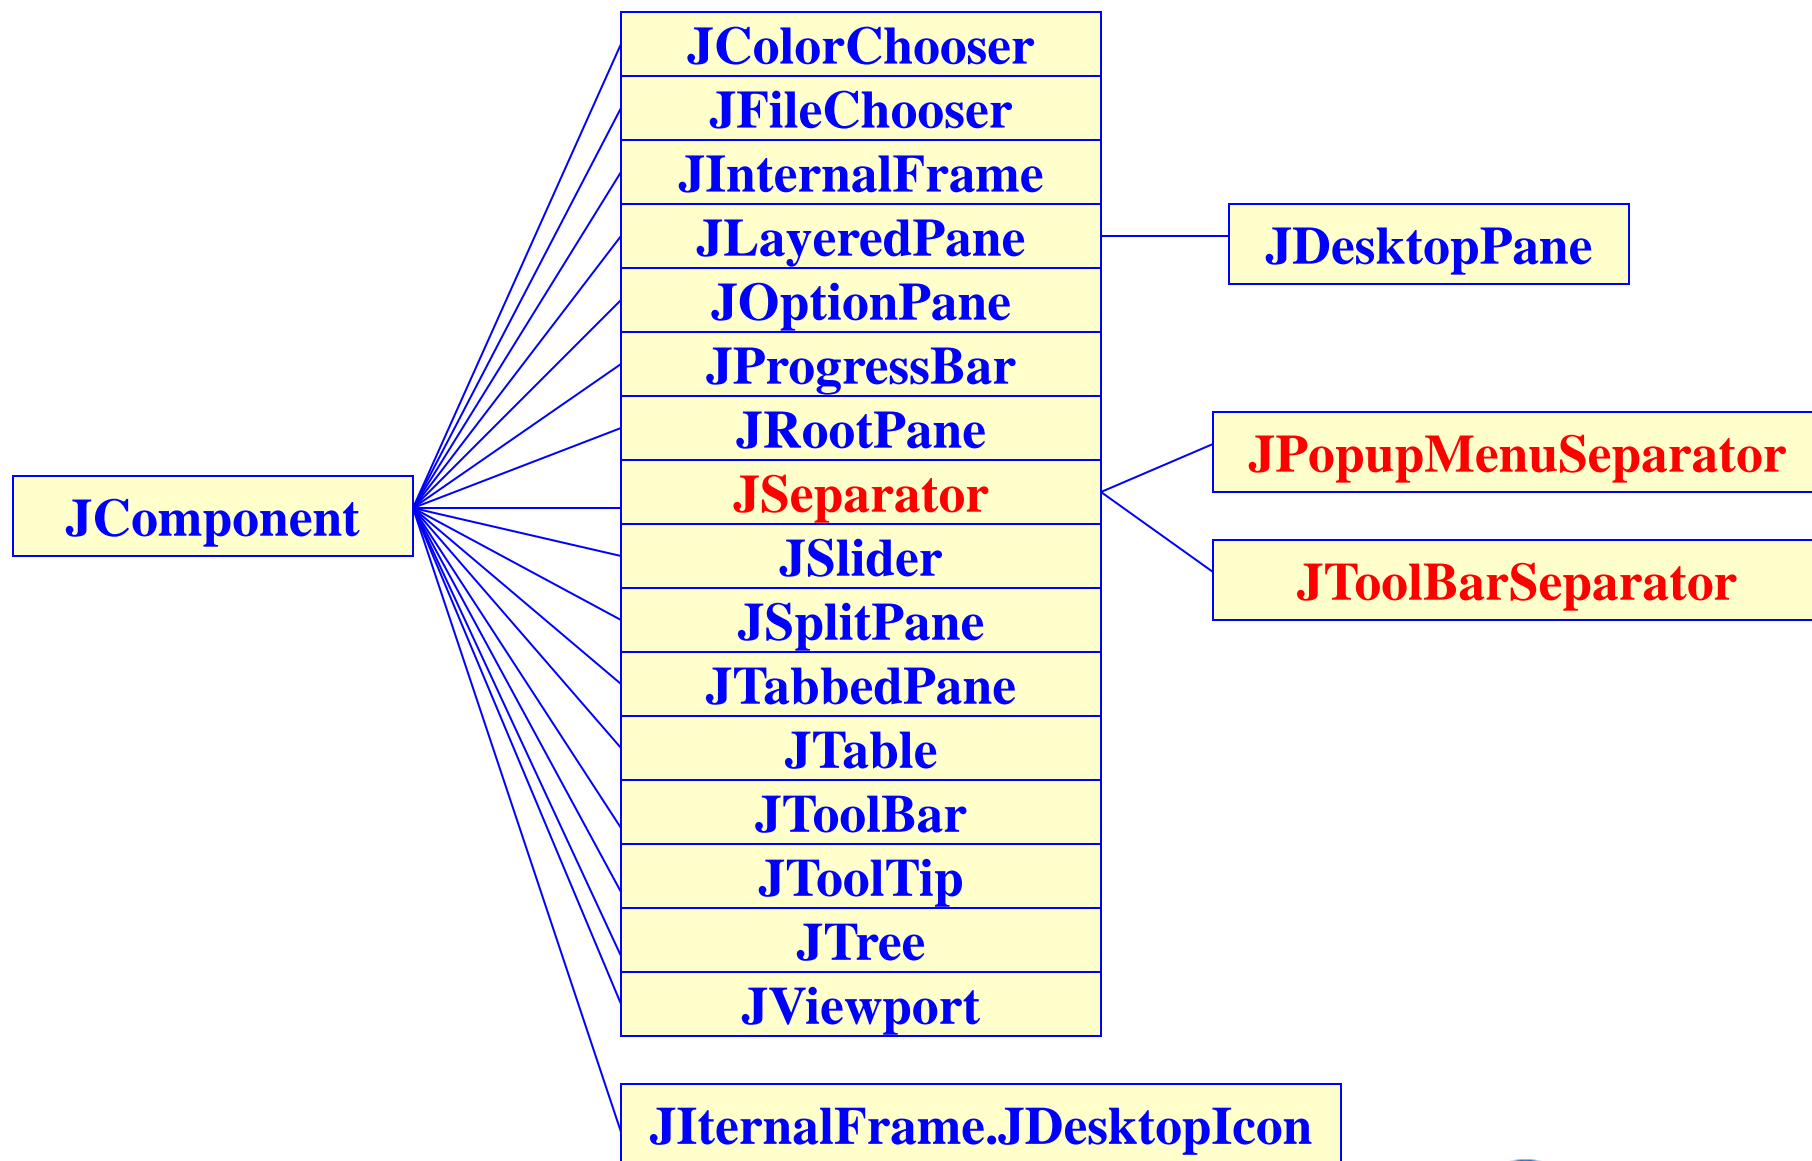 JColorChooser
JFileChooser
JInternalFrame
JLayeredPane
JDesktopPane
JOptionPane
JProgressBar
JRootPane
JPopupMenuSeparator
JSeparator
JComponent
JSlider
JToolBarSeparator
JSplitPane
JTabbedPane
JTable
JToolBar
JToolTip
JTree
JViewport
JIternalFrame.JDesktopIcon